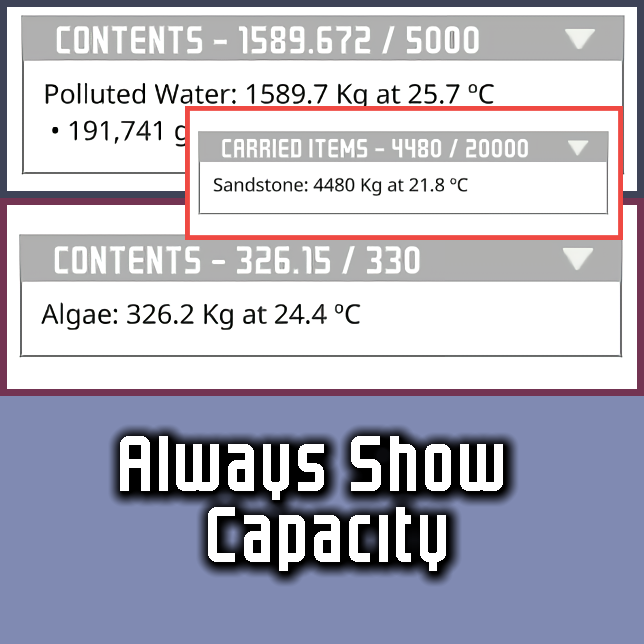 CONTENTS - 1589.672 / 5000
Polluted Water: 1589.7 Kg at 25.7 ºC
• 191,741 g
CARRIED ITEMS - 4480 / 20000
Sandstone: 4480 Kg at 21.8 ºC
CONTENTS - 326.15 / 330
Algae: 326.2 Kg at 24.4 ºC
Always Show
Capacity